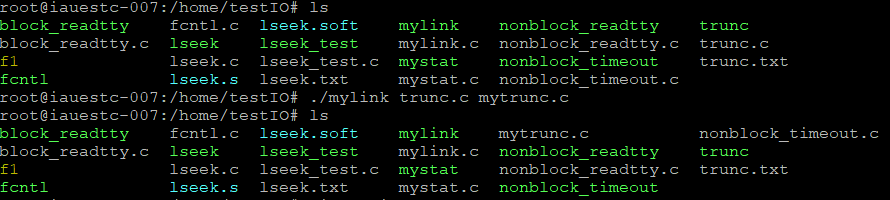 root@iauestc-007:/home/testIO# ls
block_readtty fcntl.c lseek.soft mylink nonblock_readtty trunc
block_readtty.c lseek lseek_test mylink.c nonblock_readtty.c trunc.c
f1 lseek.c lseek_test.c mystat nonblock_timeout trunc.txt
fcntl lseek.s lseek.txt mystat.c nonblock_timeout.c
root@iauestc-007:/home/testIO# ./mylink trunc.c mytrunc.c
root@iauestc-007:/home/testIO# ls
block_readtty fcntl.c lseek.soft mylink mytrunc.c nonblock_timeout.c
block_readtty.c lseek lseek_test mylink.c nonblock_readtty trunc
f1 lseek.c lseek_test.c mystat nonblock_readtty.c trunc.txt
fcntl lseek.s lseek.txt mystat.c nonblock_timeout